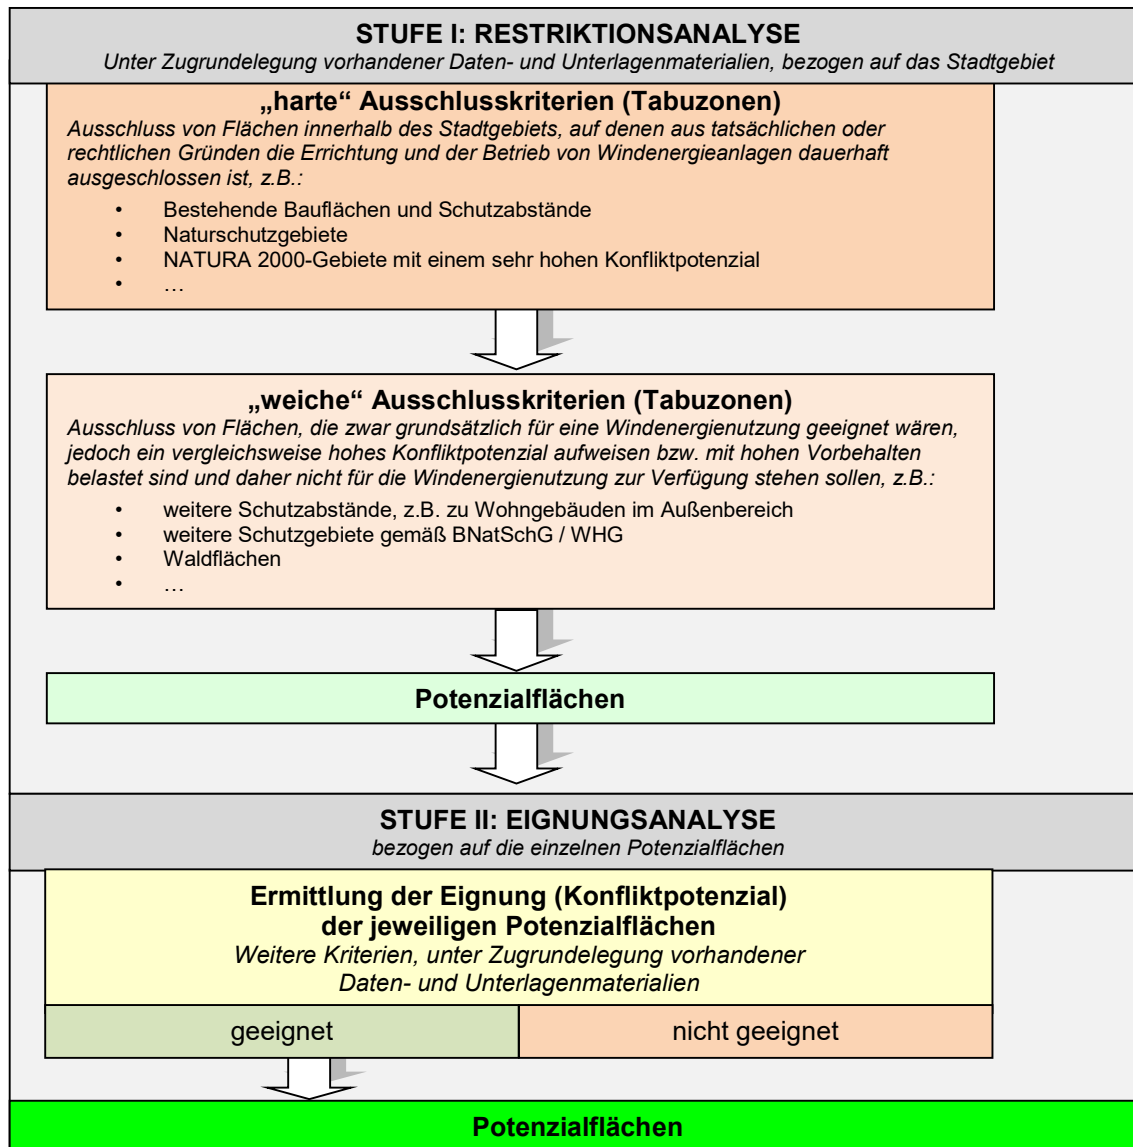 STUFE I: RESTRIKTIONSANALYSE
Unter Zugrundelegung vorhandener Daten- und Unterlagenmaterialien, bezogen auf das Stadtgebiet
„harte“ Ausschlusskriterien (Tabuzonen)
Ausschluss von Flächen innerhalb des Stadtgebiets, auf denen aus tatsächlichen oder
rechtlichen Gründen die Errichtung und der Betrieb von Windenergieanlagen dauerhaft
ausgeschlossen ist, z.B.:
• Bestehende Bauflächen und Schutzabstände
• Naturschutzgebiete
• NATURA 2000-Gebiete mit einem sehr hohen Konfliktpotenzial
• …
„weiche“ Ausschlusskriterien (Tabuzonen)
Ausschluss von Flächen, die zwar grundsätzlich für eine Windenergienutzung geeignet wären,
jedoch ein vergleichsweise hohes Konfliktpotenzial aufweisen bzw. mit hohen Vorbehalten
belastet sind und daher nicht für die Windenergienutzung zur Verfügung stehen sollen, z.B.:
• weitere Schutzabstände, z.B. zu Wohngebäuden im Außenbereich
• weitere Schutzgebiete gemäß BNatSchG / WHG
• Waldflächen
• …
Potenzialflächen
STUFE II: EIGNUNGSANALYSE
bezogen auf die einzelnen Potenzialflächen
Ermittlung der Eignung (Konfliktpotenzial)
der jeweiligen Potenzialflächen
Weitere Kriterien, unter Zugrundelegung vorhandener
Daten- und Unterlagenmaterialien
geeignet
nicht geeignet
Potenzialflächen